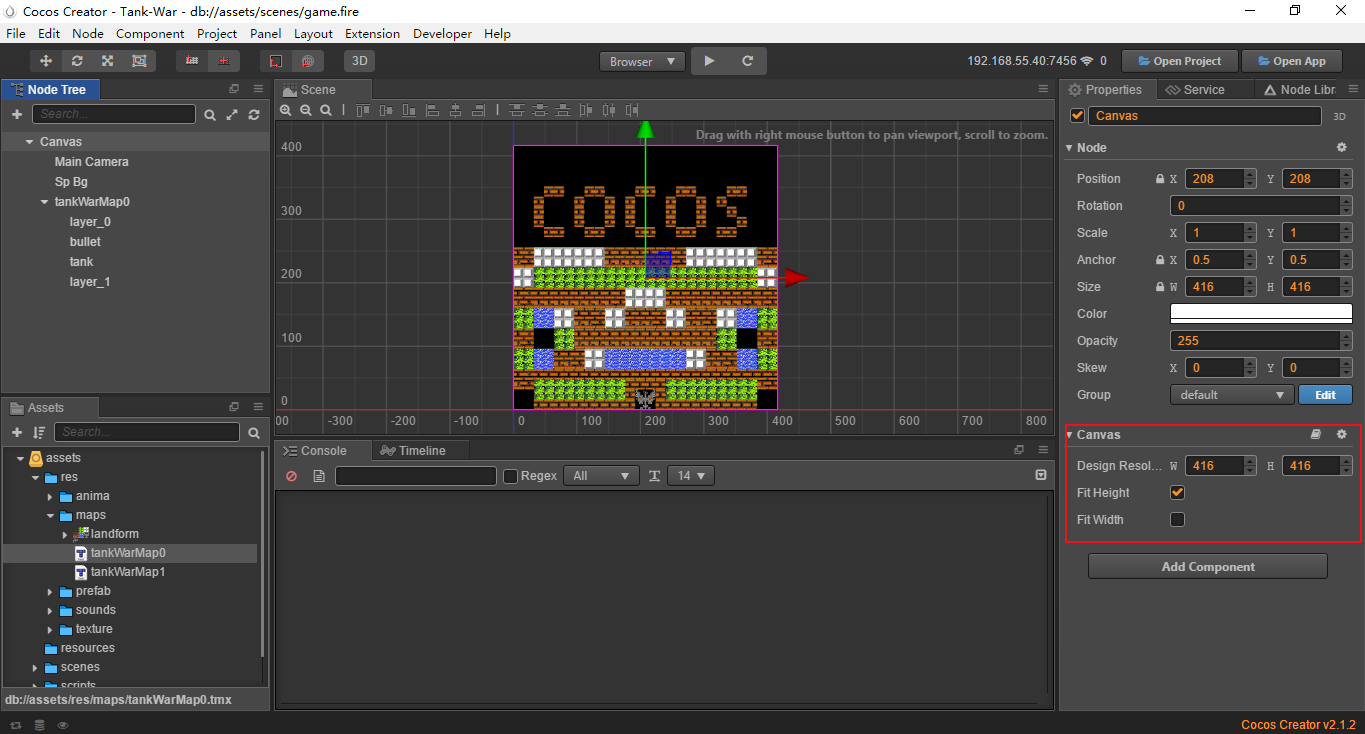 Cocos Creator - Tank-War - db://assets/scenes/game.fire
File Edit Node Component Project Panel Layout Extension Developer Help
3D
Browser
192.168.55.40:7456 0
Open Project
Open App
Node Tree
Search...
Canvas
Main Camera
Sp Bg
tankWarMap0
layer_0
bullet
tank
layer_1
Assets
Search...
assets
res
anima
maps
landform
tankWarMap0
tankWarMap1
prefab
sounds
texture
resources
scenes
scripts
db://assets/res/maps/tankWarMap0.tmx
Scene
Drag with right mouse button to pan viewport, scroll to zoom.
400
300
200
100
0
COCOS
00 -300 -200 -100 0 100 200 300 400 500 600 700 800
Console Timeline
Regex All 14
Properties Service Node Libr
Canvas 3D
Node
Position X 208 Y 208
Rotation 0
Scale X 1 Y 1
Anchor X 0.5 Y 0.5
Size W 416 H 416
Color
Opacity 255
Skew X 0 Y 0
Group default Edit
Canvas
Design Resol... W 416 H 416
Fit Height
Fit Width
Add Component
Cocos Creator v2.1.2